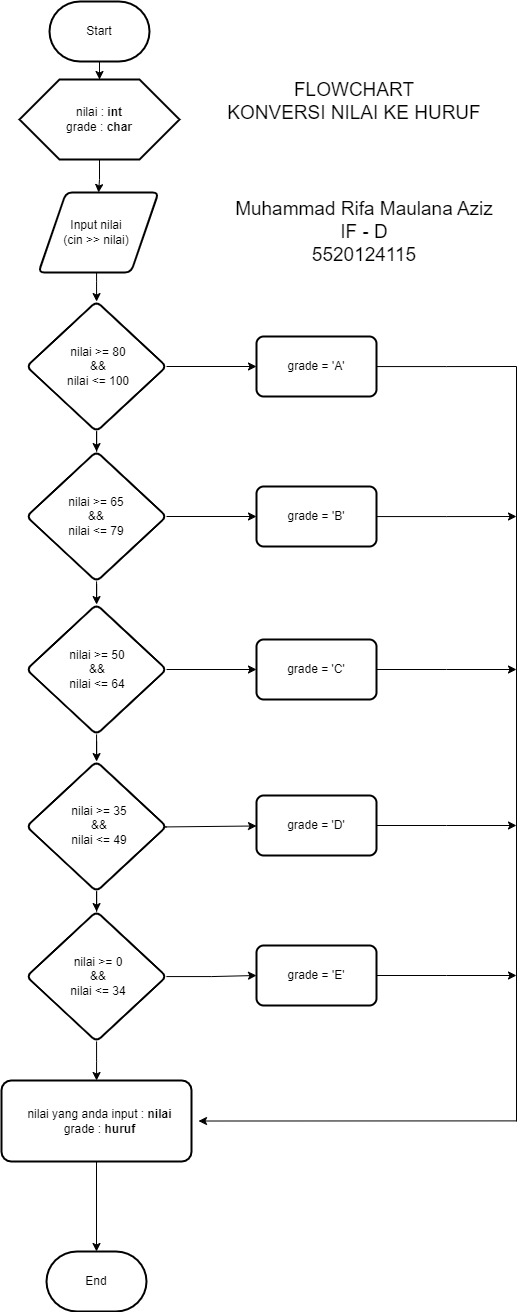 Start
nilai : int
grade : char
FLOWCHART
KONVERSI NILAI KE HURUF
Input nilai
(cin >> nilai)
Muhammad Rifa Maulana Aziz
IF - D
5520124115
nilai >= 80
&&
nilai <= 100
grade = 'A'
nilai >= 65
&&
nilai <= 79
grade = 'B'
nilai >= 50
&&
nilai <= 64
grade = 'C'
nilai >= 35
&&
nilai <= 49
grade = 'D'
nilai >= 0
&&
nilai <= 34
grade = 'E'
nilai yang anda input : nilai
grade : huruf
End